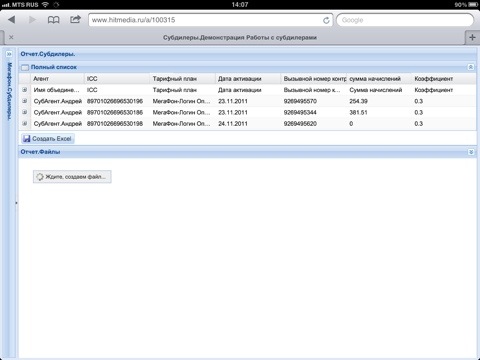 MTS RUS 14:07 90%
www.hitmedia.ru/a/100315 Google
Субдилеры.Демонстрация Работы с субдилерами
Мегафон.Субдилеры.
Отчет.Субдилеры.
Полный список
Агент ICC Тарифный план Дата активации Вызывной номер контр сумма начислений Коэффициент
Имя объедине... ICC Тарифный план Дата активации Вызывной номер к... Сумма начислений Коэффициент
СубАгент.Андрей 89701026696530196 МегаФон-Логин Оп... 23.11.2011 9269495570 254.39 0.3
СубАгент.Андрей 89701026696530186 МегаФон-Логин Оп... 23.11.2011 9269495344 381.51 0.3
СубАгент.Андрей 89701026696530198 МегаФон-Логин Оп... 24.11.2011 9269495620 0 0.3
Создать Excel
Отчет.Файлы
Ждите, создаем файл...